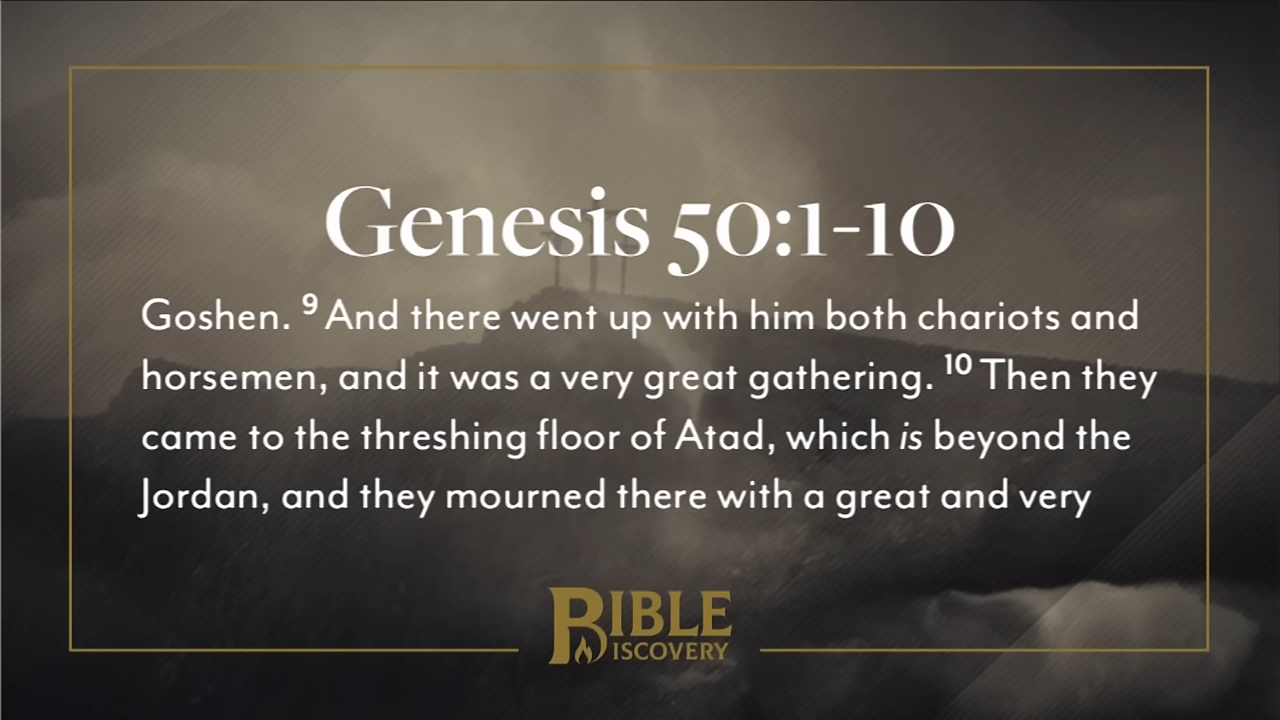 Genesis 50:1-10
Goshen. 9 And there went up with him both chariots and
horsemen, and it was a very great gathering. 10 Then they
came to the threshing floor of Atad, which is beyond the
Jordan, and they mourned there with a great and very
BIBLE
DISCOVERY